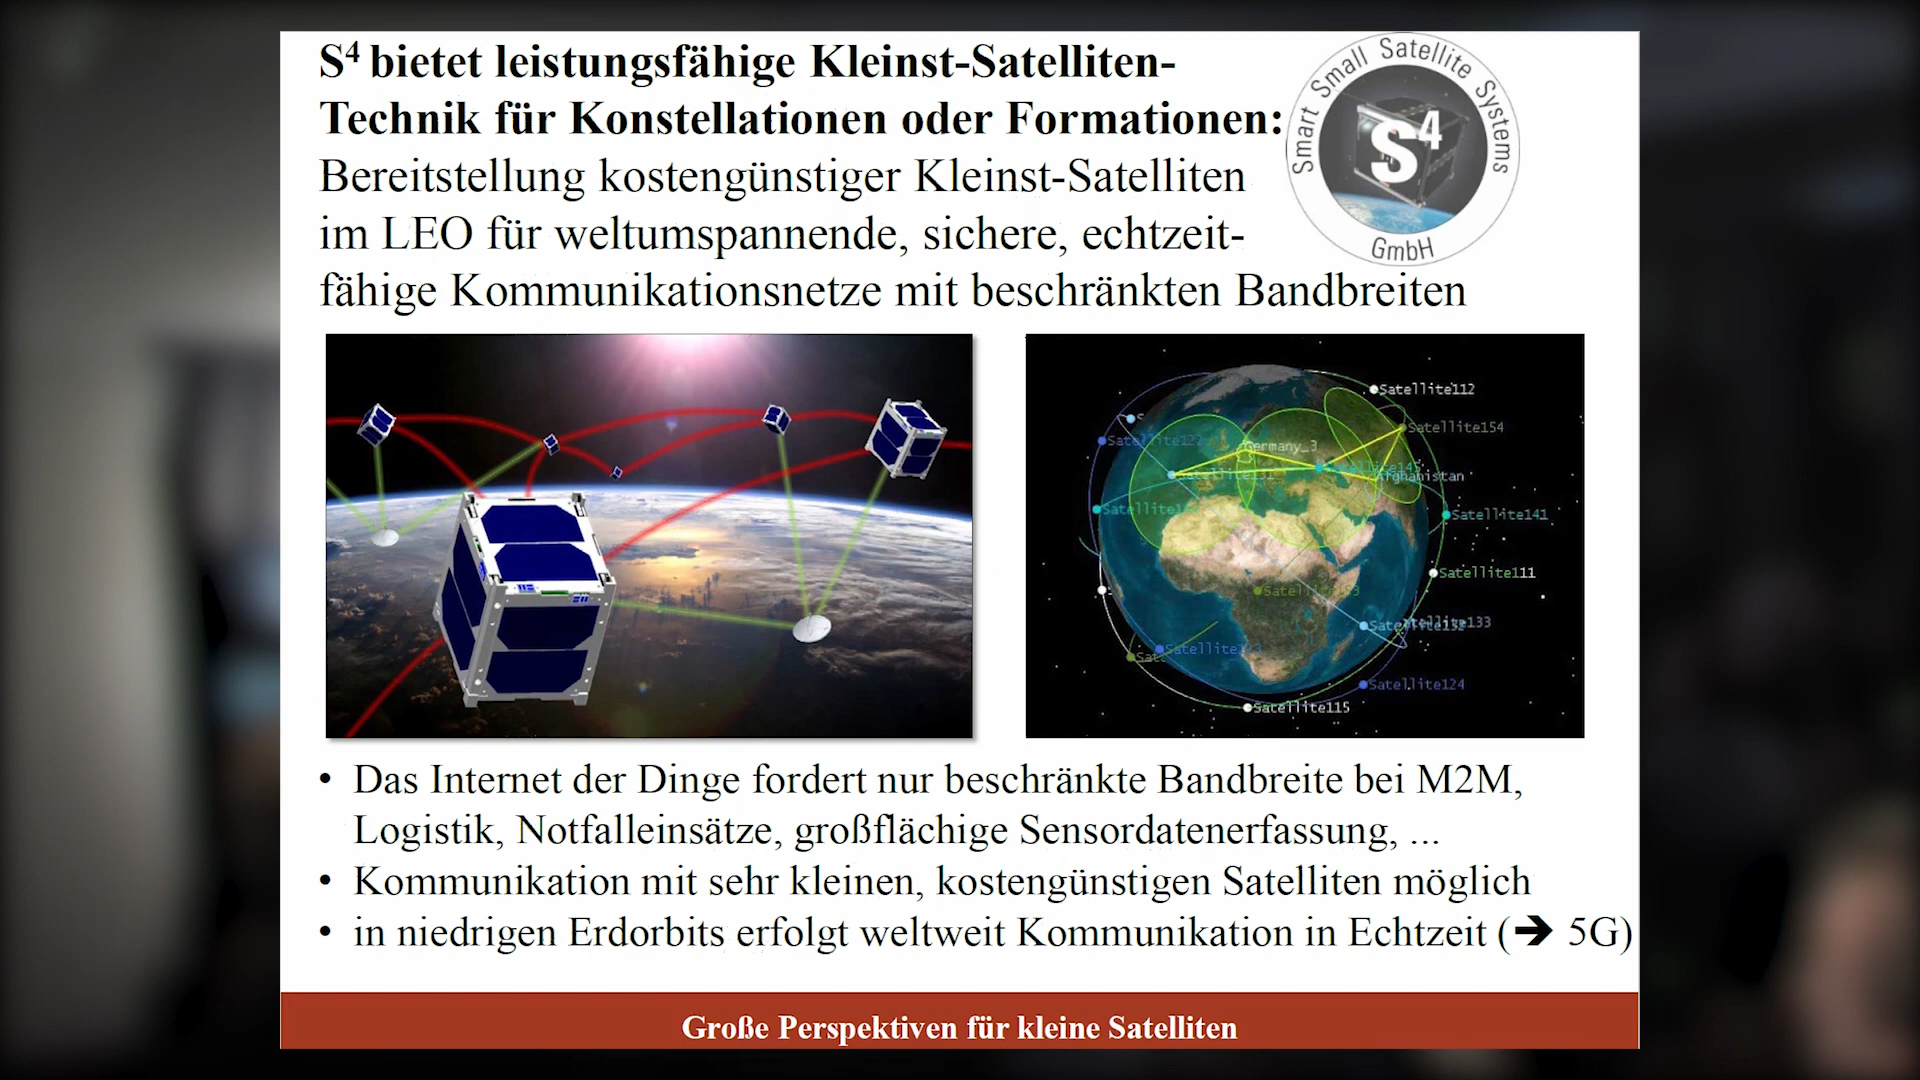 S⁴ bietet leistungsfähige Kleinst-Satelliten-
Technik für Konstellationen oder Formationen:
Bereitstellung kostengünstiger Kleinst-Satelliten
im LEO für weltumspannende, sichere, echtzeit-
fähige Kommunikationsnetze mit beschränkten Bandbreiten
Smart Small Satellite Systems
S⁴
GmbH
Satellite112
Satellite154
Germany_3
Afghanistan
Satellite141
Satellite111
Satellite124
Satellite115
• Das Internet der Dinge fordert nur beschränkte Bandbreite bei M2M,
Logistik, Notfalleinsätze, großflächige Sensordatenerfassung, ...
• Kommunikation mit sehr kleinen, kostengünstigen Satelliten möglich
• in niedrigen Erdorbits erfolgt weltweit Kommunikation in Echtzeit (➔ 5G)
Große Perspektiven für kleine Satelliten